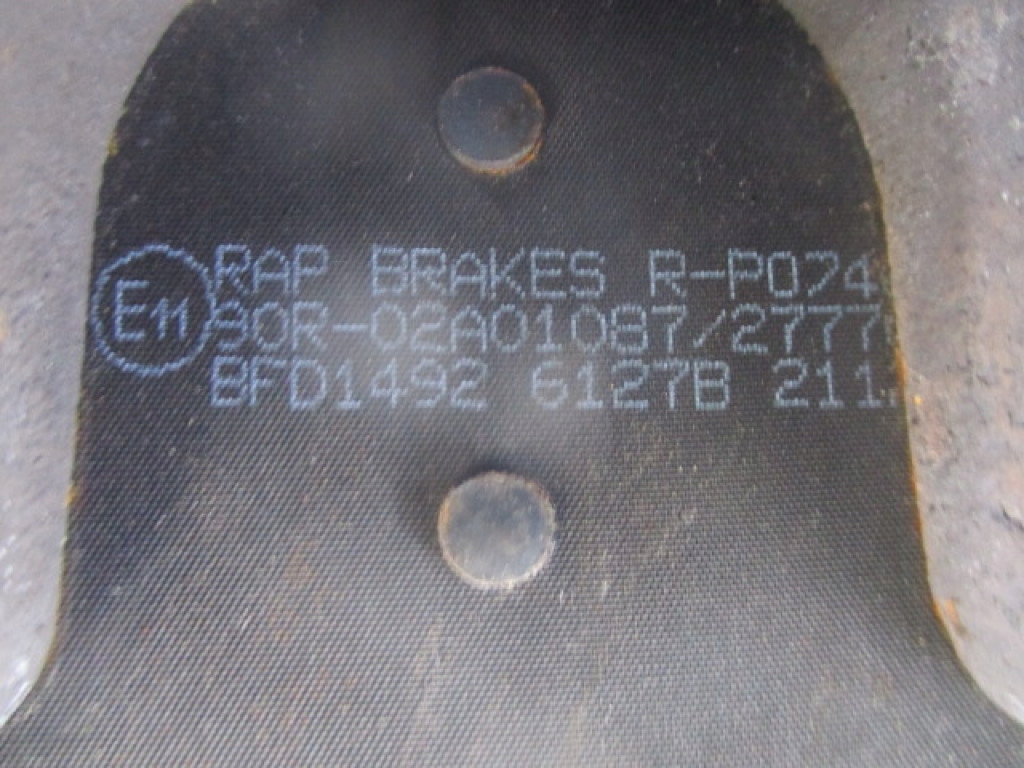 E11
RAP BRAKES R-P074
90R-02A01087/2777
BFD1492 6127B 211